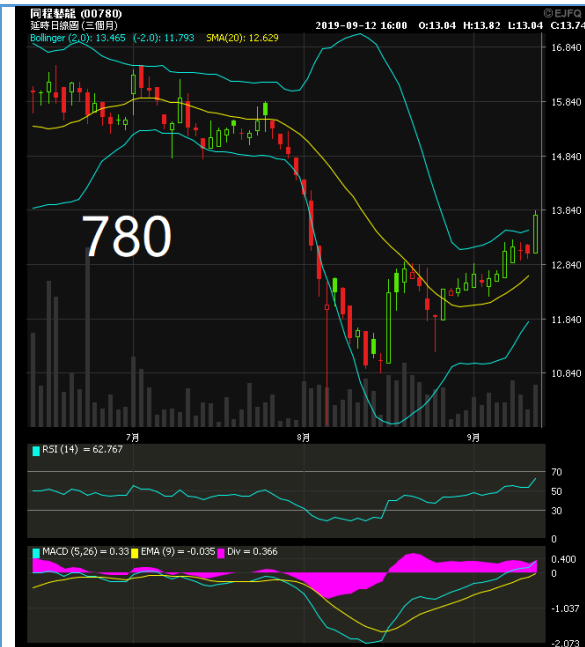 同程藝龍 (00780)
©EJFQ
延時日線圖 (三個月)
2019-09-12 16:00 O:13.04 H:13.82 L:13.04 C:13.74
Bollinger (2.0): 13.465 (-2.0): 11.793 SMA(20): 12.629
16.840
15.840
14.840
13.840
12.840
11.840
10.840
780
7月
8月
9月
RSI (14) = 62.767
70
50
30
0
MACD (5,26) = 0.33 EMA (9) = -0.035 Div = 0.366
0.400
0
-1.037
-2.073